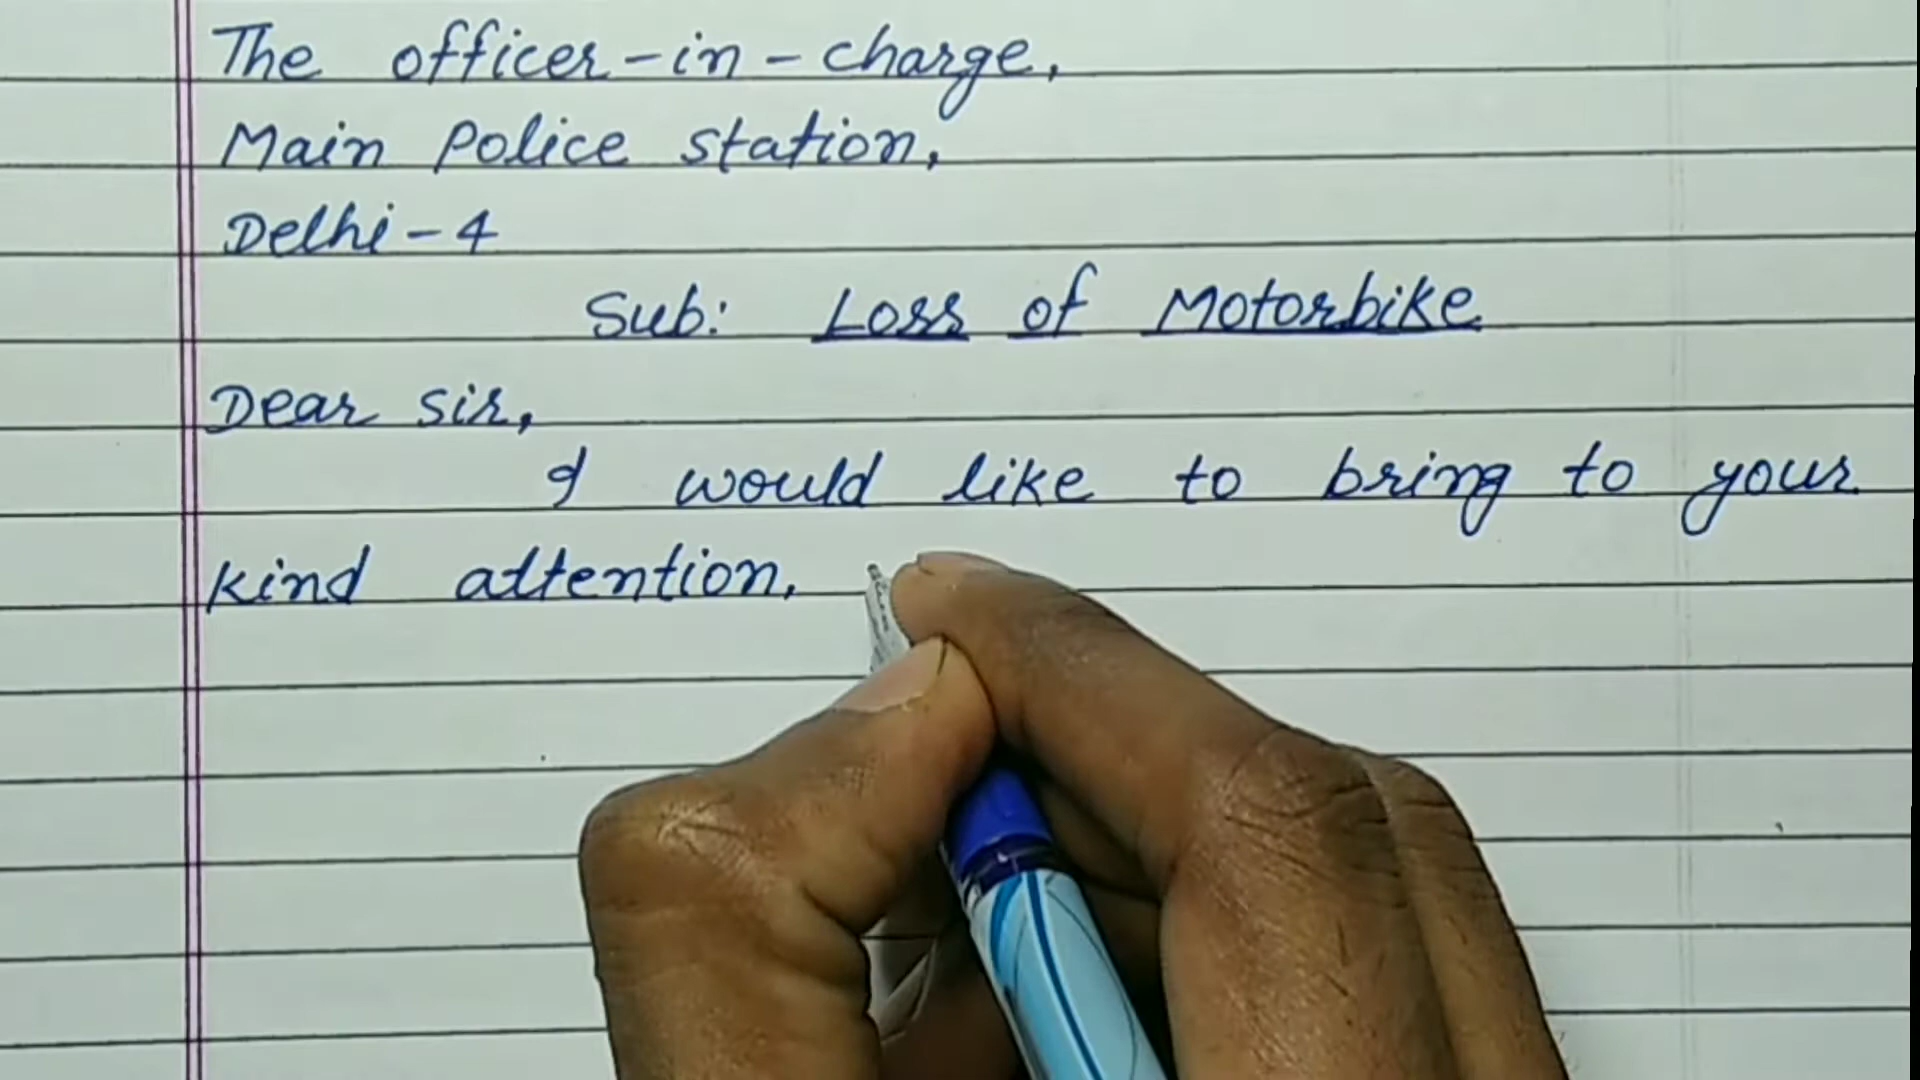 The officer-in-charge,
Main Police station,
Delhi-4
Sub: Loss of Motorbike
Dear sir,
I would like to bring to your
kind attention,